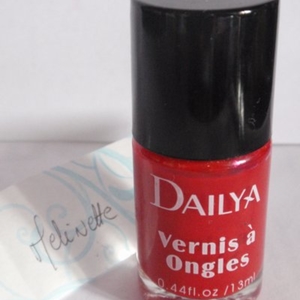 DAILYA
Vernis à
Ongles
0.44fl.oz/13ml
Melinette